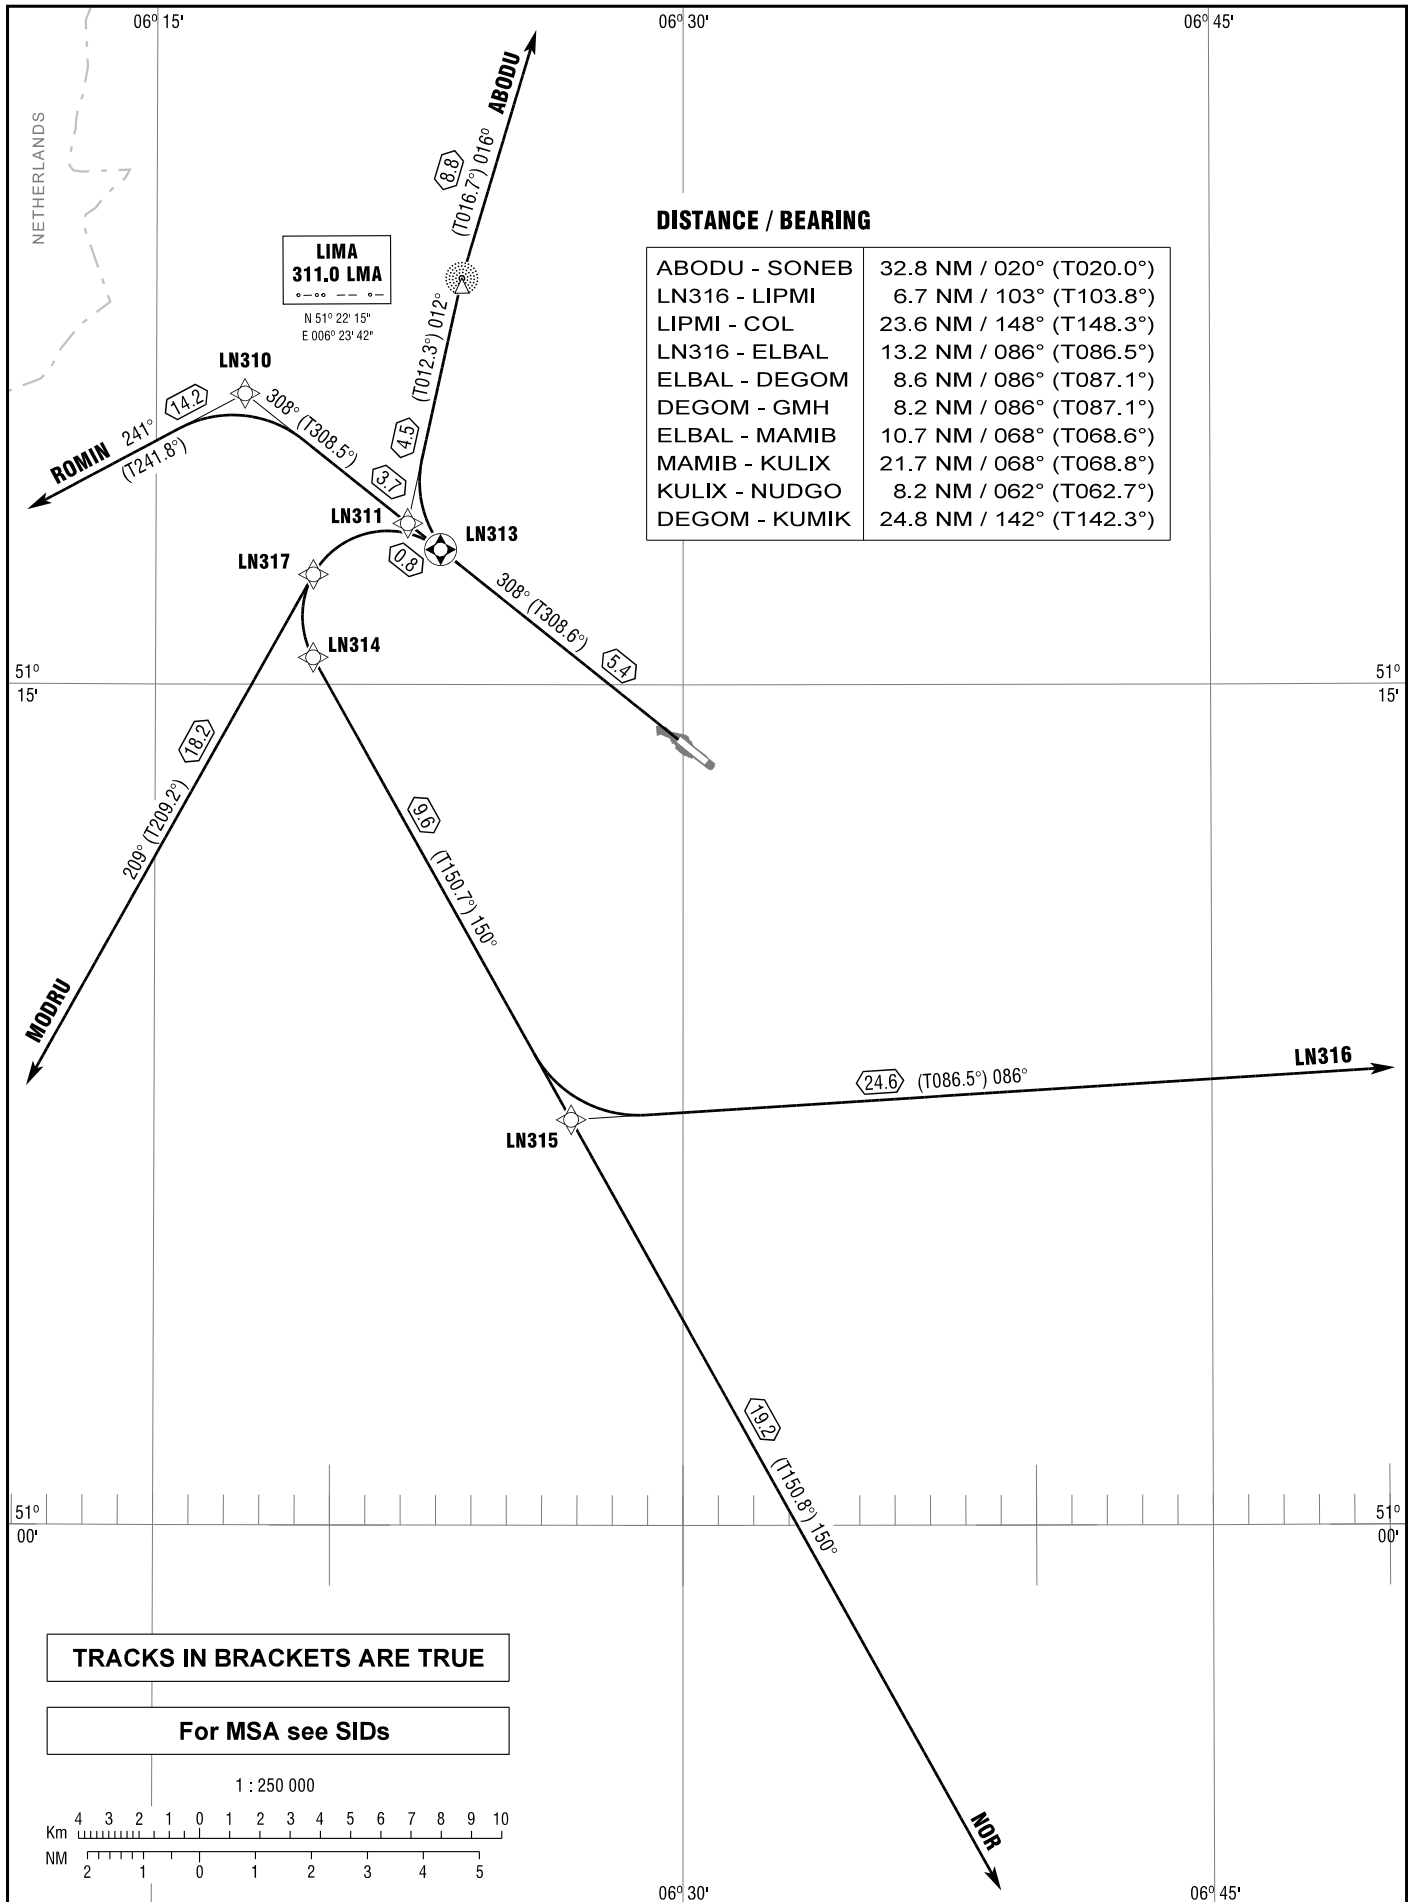 06° 15'
06° 30'
06° 45'
NETHERLANDS
ABODU
8.8
(T016.7°) 016°
LIMA
311.0 LMA
N 51° 22' 15"
E 006° 23' 42"
DISTANCE / BEARING
ABODU - SONEB 32.8 NM / 020° (T020.0°)
LN316 - LIPMI 6.7 NM / 103° (T103.8°)
LIPMI - COL 23.6 NM / 148° (T148.3°)
LN316 - ELBAL 13.2 NM / 086° (T086.5°)
ELBAL - DEGOM 8.6 NM / 086° (T087.1°)
DEGOM - GMH 8.2 NM / 086° (T087.1°)
ELBAL - MAMIB 10.7 NM / 068° (T068.6°)
MAMIB - KULIX 21.7 NM / 068° (T068.8°)
KULIX - NUDGO 8.2 NM / 062° (T062.7°)
DEGOM - KUMIK 24.8 NM / 142° (T142.3°)
(T012.3°) 012°
4.5
LN310
14.2
308° (T308.5°)
3.7
ROMIN
241°
(T241.8°)
LN311
LN313
0.8
LN317
308° (T308.6°)
5.4
LN314
51°
15'
51°
15'
18.2
209° (T209.2°)
MODRU
9.6
(T150.7°) 150°
24.6
(T086.5°) 086°
LN316
LN315
19.2
(T150.8°) 150°
51°
00'
51°
00'
NOR
TRACKS IN BRACKETS ARE TRUE
For MSA see SIDs
1 : 250 000
Km 4 3 2 1 0 1 2 3 4 5 6 7 8 9 10
NM 2 1 0 1 2 3 4 5
06° 30'
06° 45'